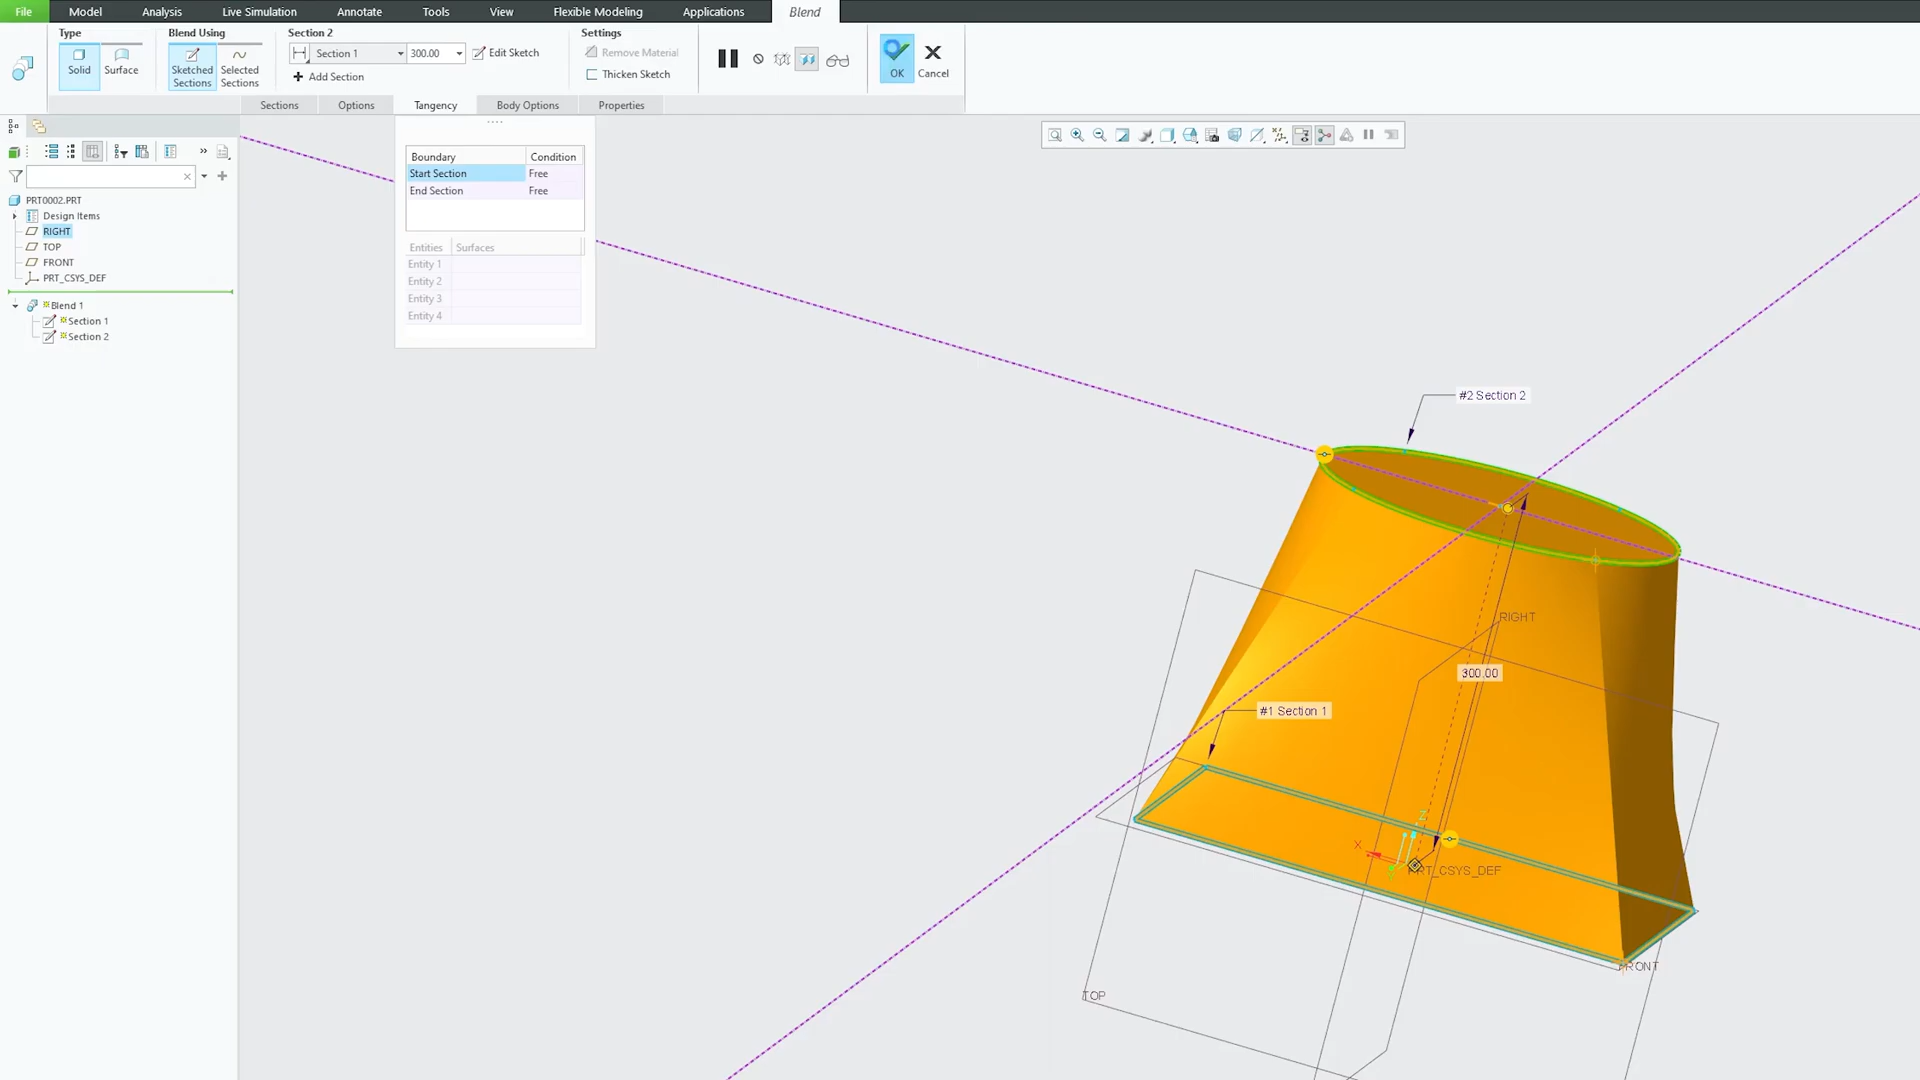 File Model Analysis Live Simulation Annotate Tools View Flexible Modeling Applications Blend
Type Blend Using Section 2 Settings
Solid Surface Sketched Sections Selected Sections
Section 1 300.00 Edit Sketch
Add Section
Remove Material
Thicken Sketch
OK Cancel
Sections Options Tangency Body Options Properties
Boundary Condition
Start Section Free
End Section Free
Entities Surfaces
Entity 1
Entity 2
Entity 3
Entity 4
PRT0002.PRT
Design Items
RIGHT
TOP
FRONT
PRT_CSYS_DEF
Blend 1
Section 1
Section 2
#2 Section 2
RIGHT
300.00
#1 Section 1
Z
X
PRT_CSYS_DEF
FRONT
TOP